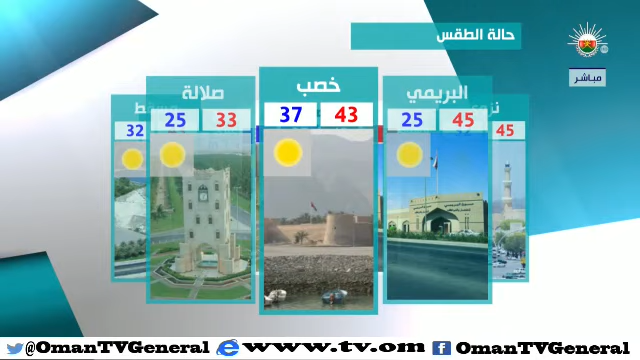 حالة الطقس
مباشر
البريمي
خصب
صلالة
45
45
25
43
37
33
25
32
@OmanTVGeneral
www.tv.om
OmanTVGeneral